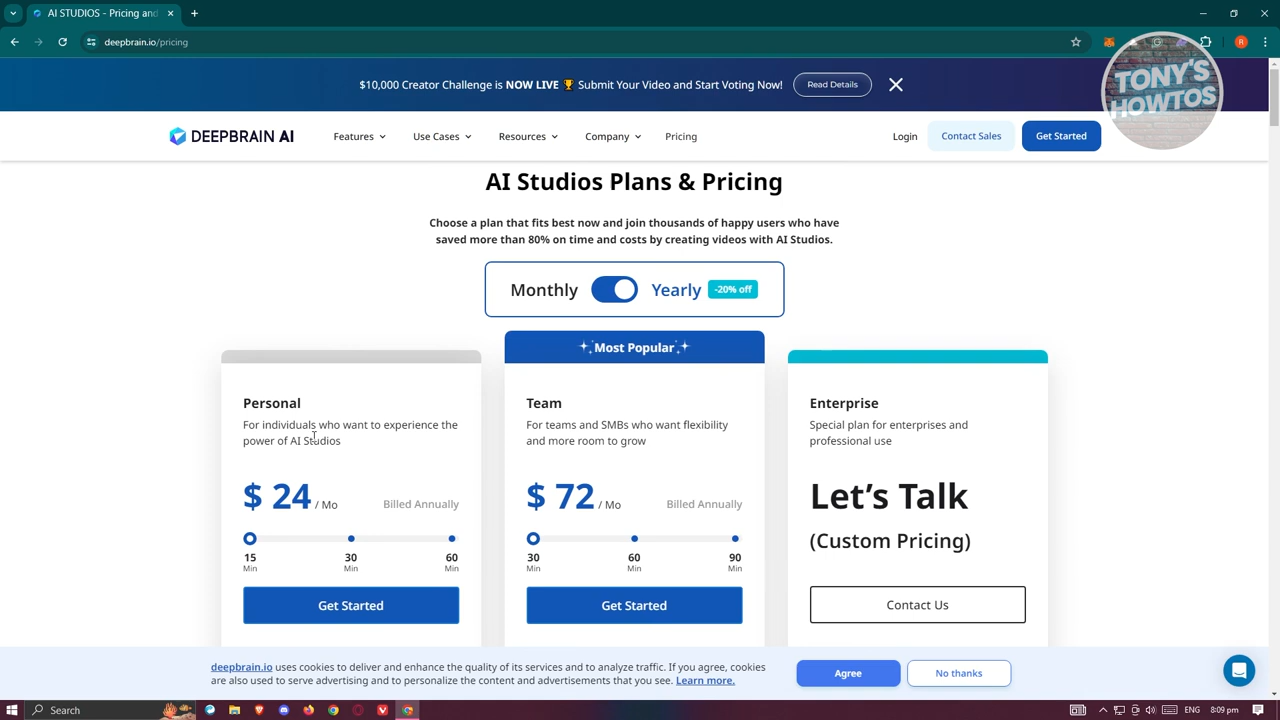 AI STUDIOS - Pricing and
deepbrain.io/pricing
TONY'S
HOWTOS
$10,000 Creator Challenge is NOW LIVE 🏆 Submit Your Video and Start Voting Now!
Read Details
DEEPBRAIN AI
Features
Use Cases
Resources
Company
Pricing
Login
Contact Sales
Get Started
AI Studios Plans & Pricing
Choose a plan that fits best now and join thousands of happy users who have
saved more than 80% on time and costs by creating videos with AI Studios.
Monthly
Yearly
-20% off
Most Popular
Personal
For individuals who want to experience the
power of AI Studios
$ 24 / Mo
Billed Annually
15 30 60
Min Min Min
Get Started
Team
For teams and SMBs who want flexibility
and more room to grow
$ 72 / Mo
Billed Annually
30 60 90
Min Min Min
Get Started
Enterprise
Special plan for enterprises and
professional use
Let's Talk
(Custom Pricing)
Contact Us
deepbrain.io uses cookies to deliver and enhance the quality of its services and to analyze traffic. If you agree, cookies
are also used to serve advertising and to personalize the content and advertisements that you see. Learn more.
Agree
No thanks
Search
ENG
8:09 pm